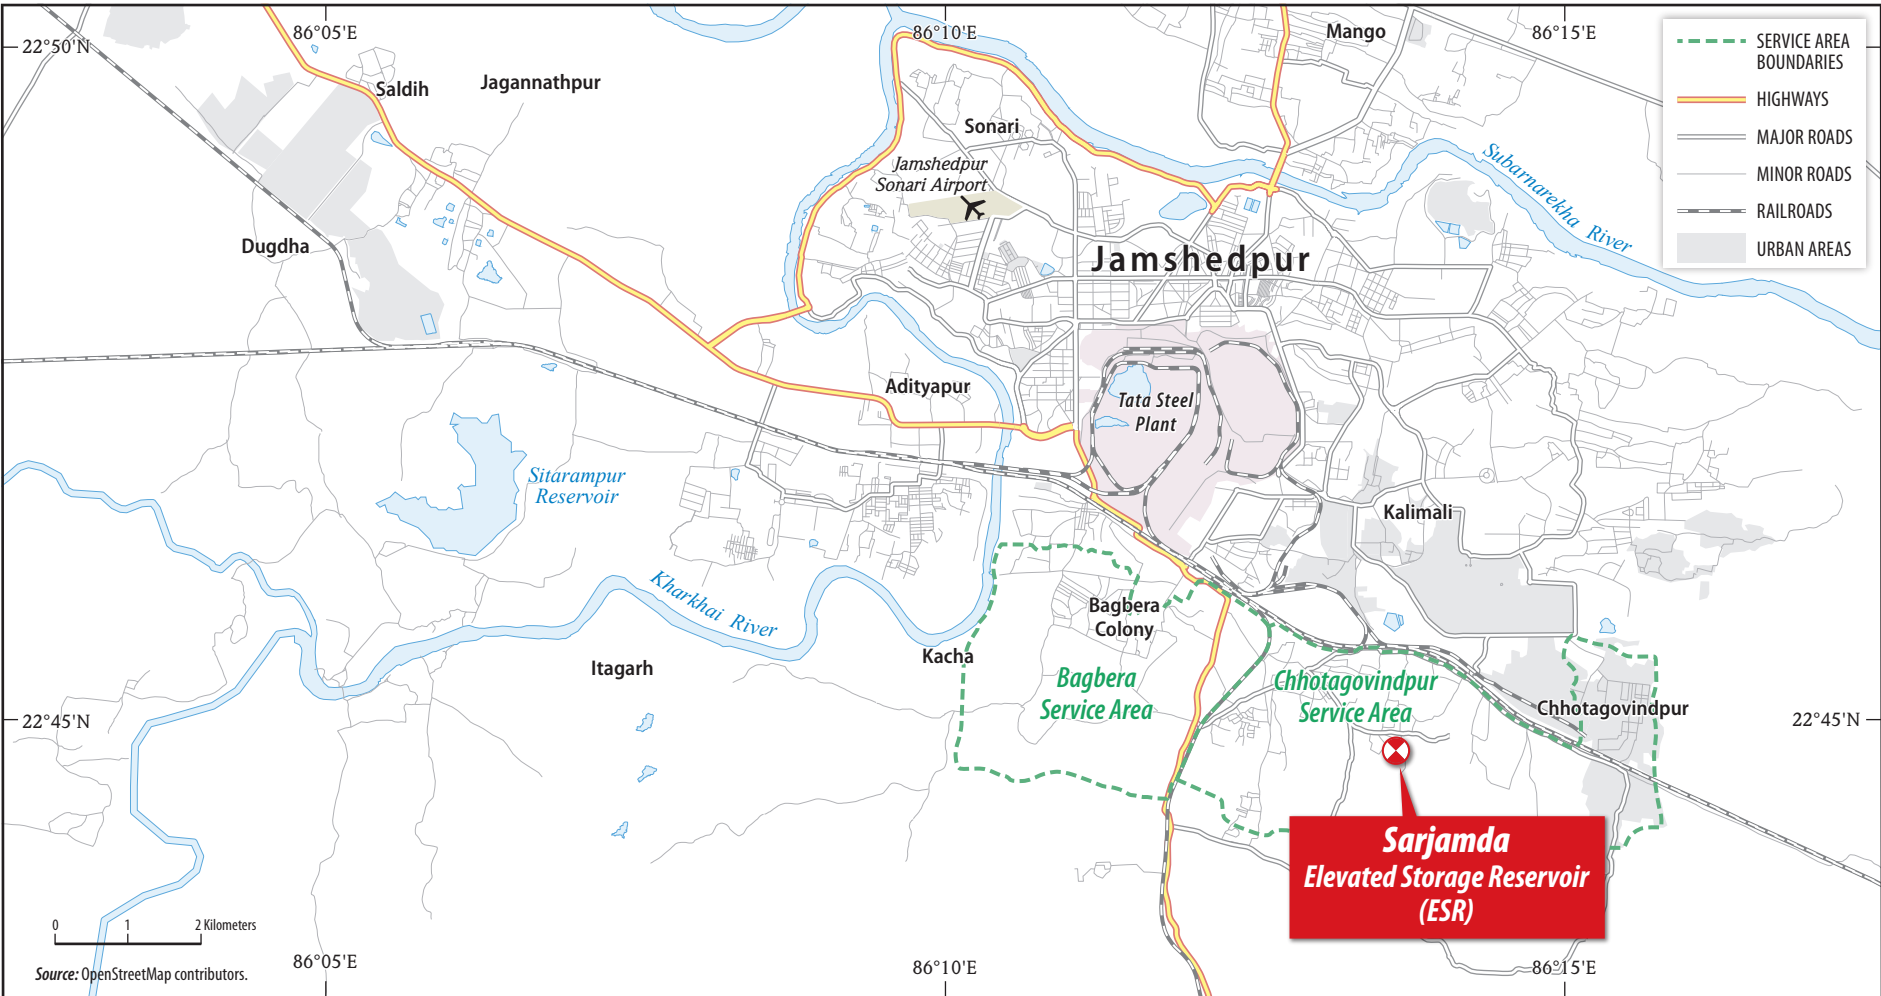 86°05'E
86°10'E
86°15'E
22°50'N
Mango
SERVICE AREA
BOUNDARIES
HIGHWAYS
MAJOR ROADS
MINOR ROADS
RAILROADS
URBAN AREAS
Saldih
Jagannathpur
Sonari
Jamshedpur
Sonari Airport
Subarnarekha River
Dugdha
Jamshedpur
Adityapur
Tata Steel
Plant
Sitarampur
Reservoir
Kalimali
Kharkhai River
Bagbera
Colony
Kacha
Itagarh
Bagbera
Service Area
Chhotagovindpur
Service Area
Chhotagovindpur
22°45'N
22°45'N
Sarjamda
Elevated Storage Reservoir
(ESR)
0 1 2 Kilometers
Source: OpenStreetMap contributors.
86°05'E
86°10'E
86°15'E